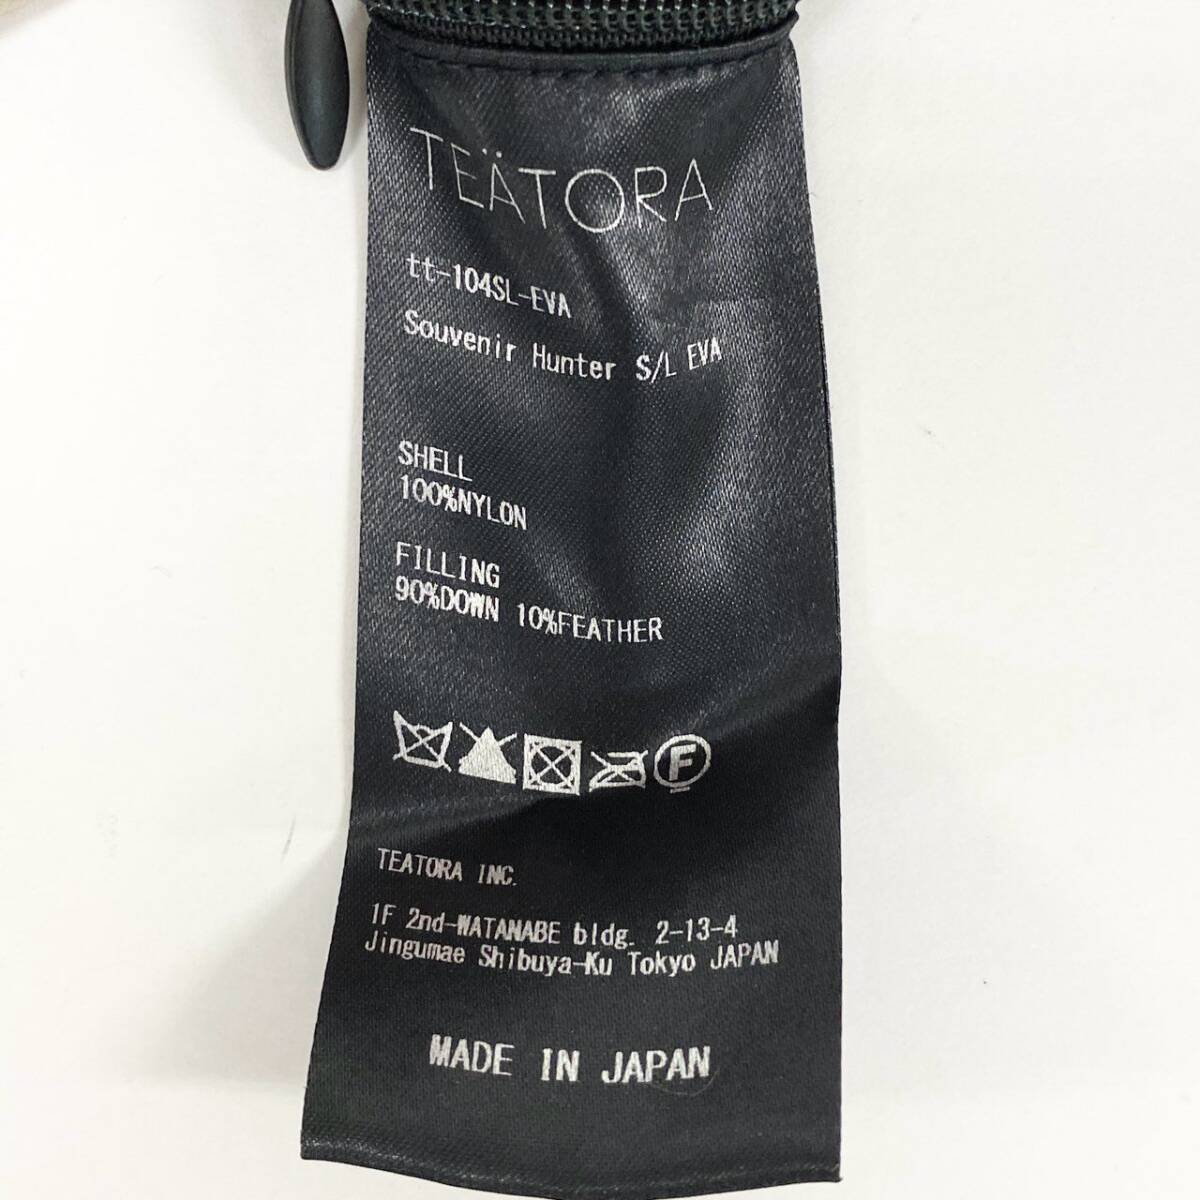 TEÄTORA
tt-104SL-EVA
Souvenir Hunter S/L EVA
SHELL
100%NYLON
FILLING
90%DOWN 10%FEATHER
F
TEATORA INC.
1F 2nd-WATANABE bldg. 2-13-4
Jingumae Shibuya-Ku Tokyo JAPAN
MADE IN JAPAN